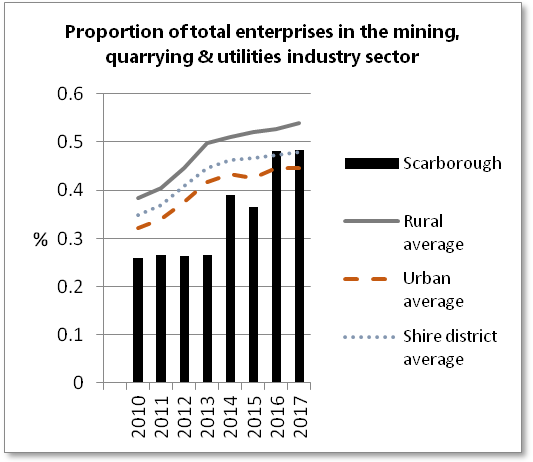 Proportion of total enterprises in the mining,
quarrying & utilities industry sector
0.6
0.5
0.4
0.3
0.2
0.1
0
%
2010
2011
2012
2013
2014
2015
2016
2017
Scarborough
Rural
average
Urban
average
Shire district
average